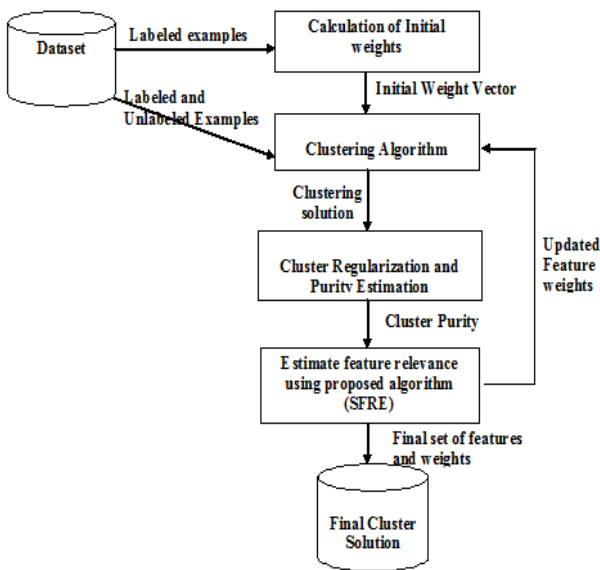 Dataset
Labeled examples
Calculation of Initial
weights
Initial Weight Vector
Labeled and
Unlabeled Examples
Clustering Algorithm
Clustering
solution
Updated
Feature
weights
Cluster Regularization and
Purity Estimation
Cluster Purity
Estimate feature relevance
using proposed algorithm
(SFRE)
Final set of features
and weights
Final Cluster
Solution